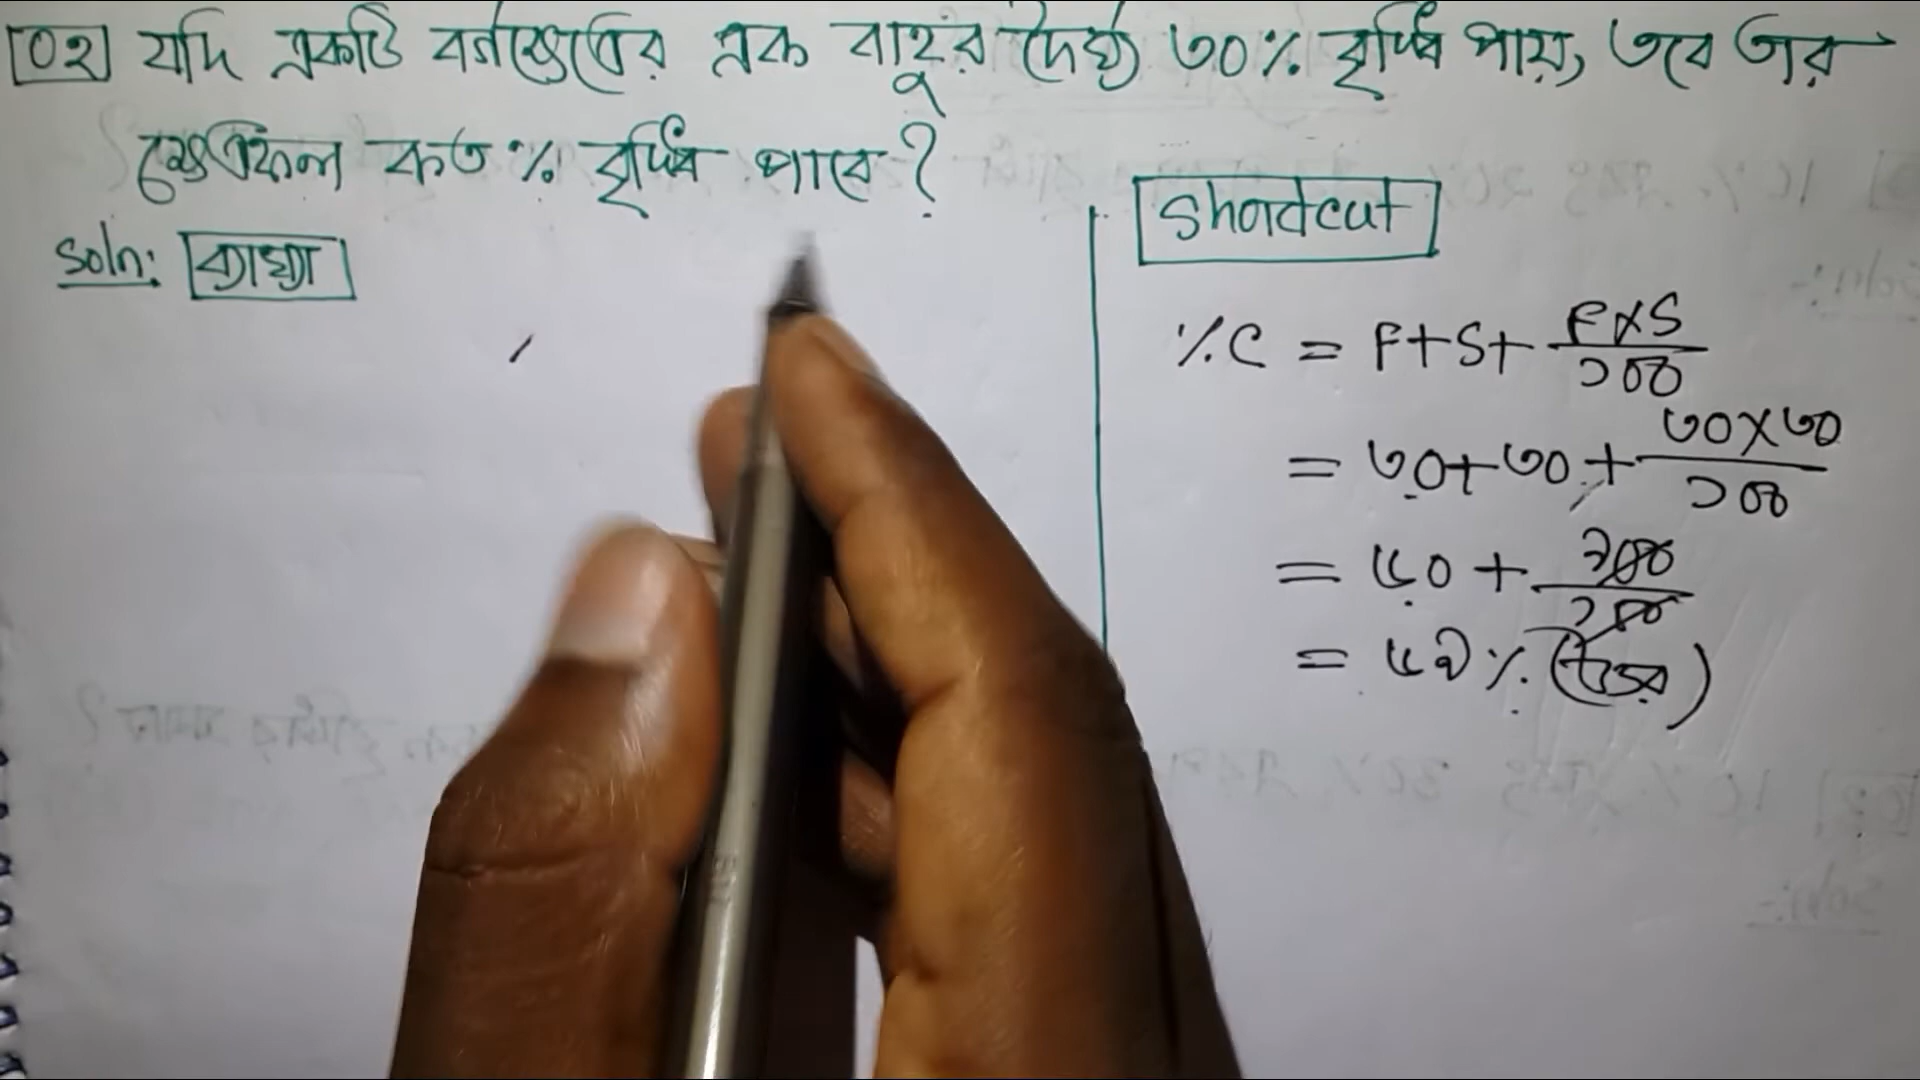 [০২] যদি একটি বর্গক্ষেত্রের এক বাহুর দৈর্ঘ্য ৩০% বৃদ্ধি পায়, তবে তার
ক্ষেত্রফল কত % বৃদ্ধি পাবে?
Soln: ব্যাখ্যা
Shortcut
%C = F+S+ F×S/১০০
= ৩০+৩০+ ৩০×৩০/১০০
= ৬০ + ৯০০/১০০
= ৬৯% (উত্তর)